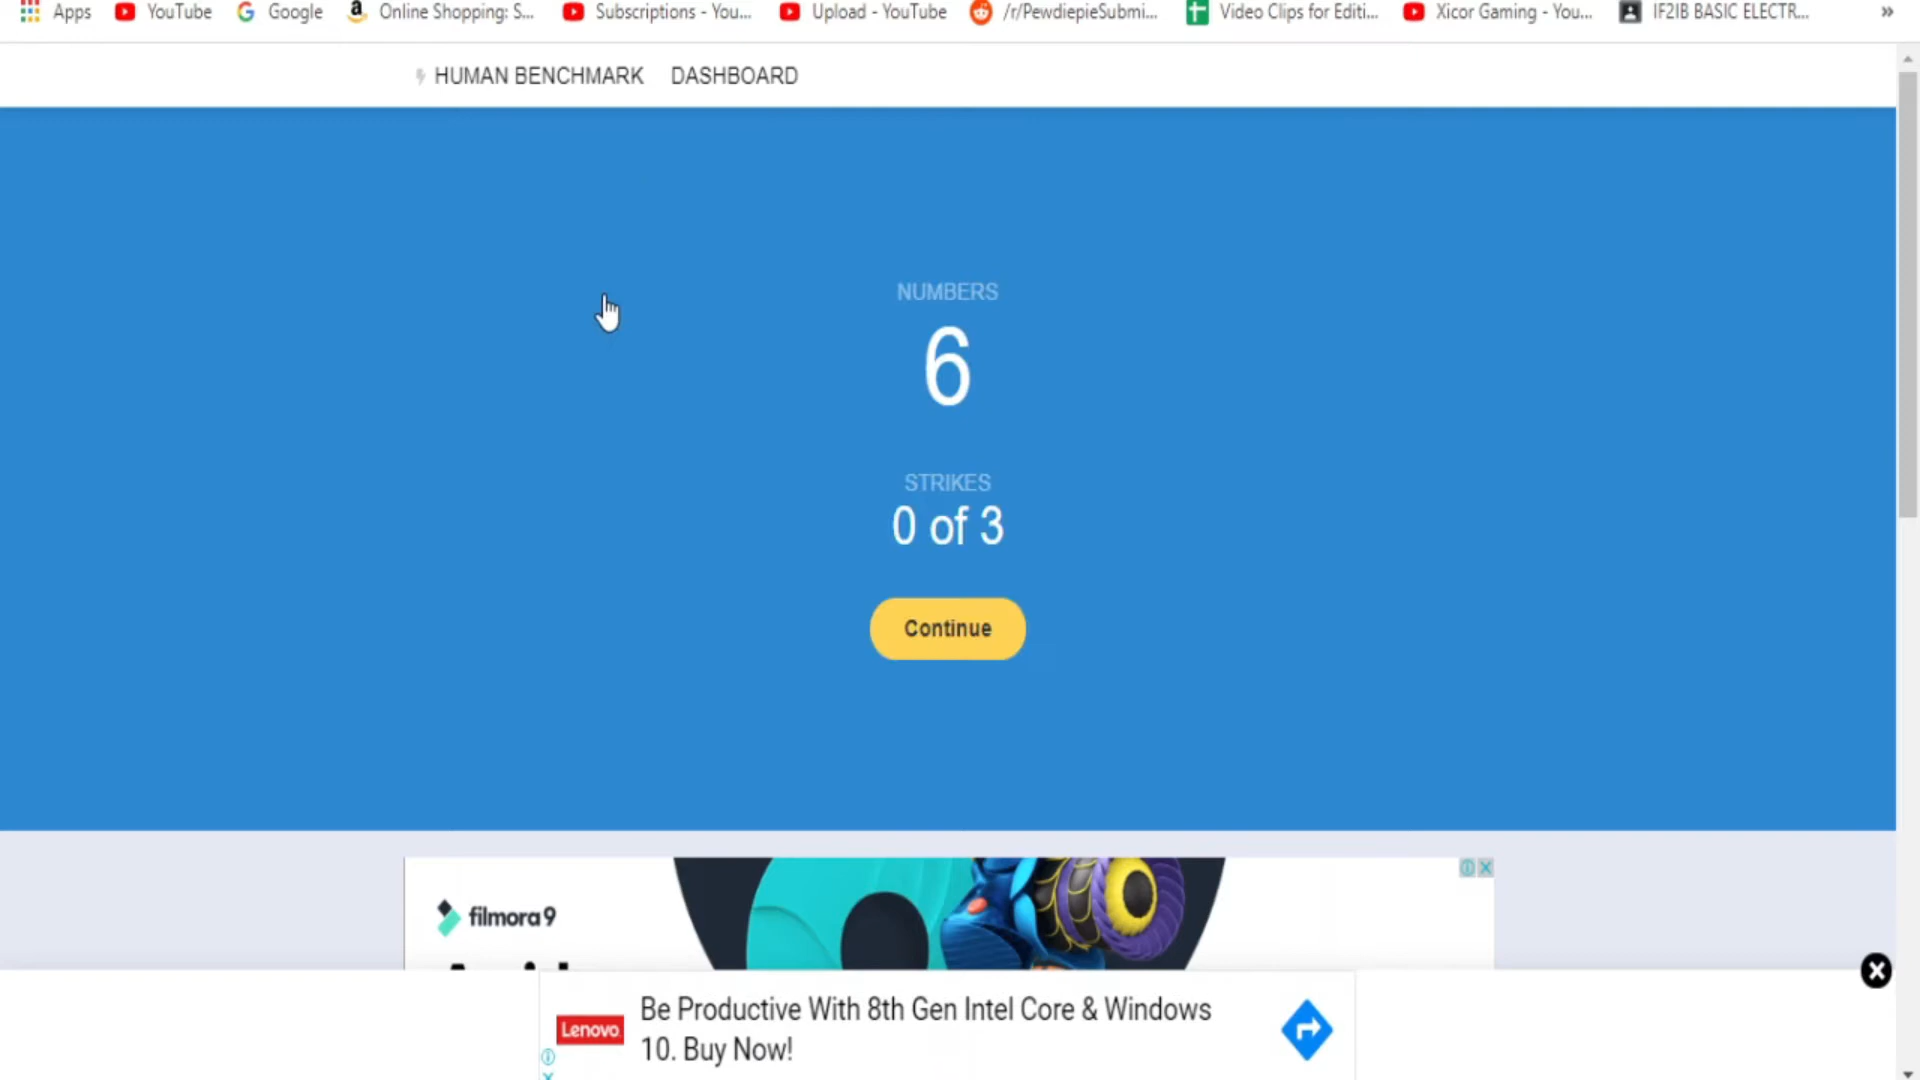 Apps YouTube Google Online Shopping: S... Subscriptions - You... Upload - YouTube /r/PewdiepieSubmi... Video Clips for Editi... Xicor Gaming - You... IF2IB BASIC ELECTR... »
HUMAN BENCHMARK DASHBOARD
NUMBERS
6
STRIKES
0 of 3
Continue
filmora9
Lenovo
Be Productive With 8th Gen Intel Core & Windows
10. Buy Now!